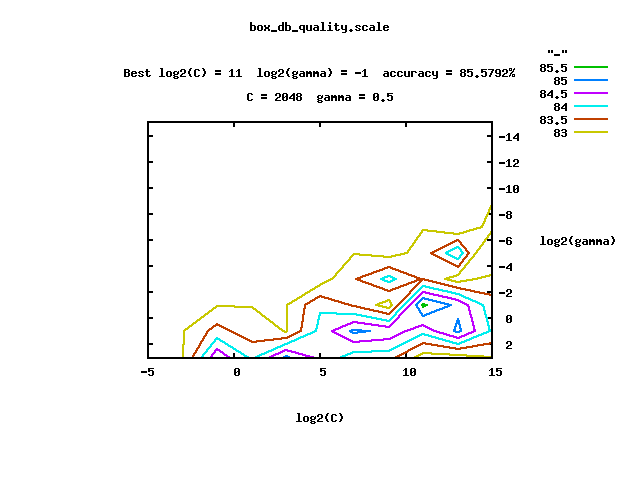 box_db_quality.scale
"-"
Best log2(C) = 11  log2(gamma) = -1  accuracy = 85.5792%
C = 2048  gamma = 0.5
85.5
85
84.5
84
83.5
83
-14
-12
-10
-8
-6
log2(gamma)
-4
-2
0
2
-5 0 5 10 15
log2(C)